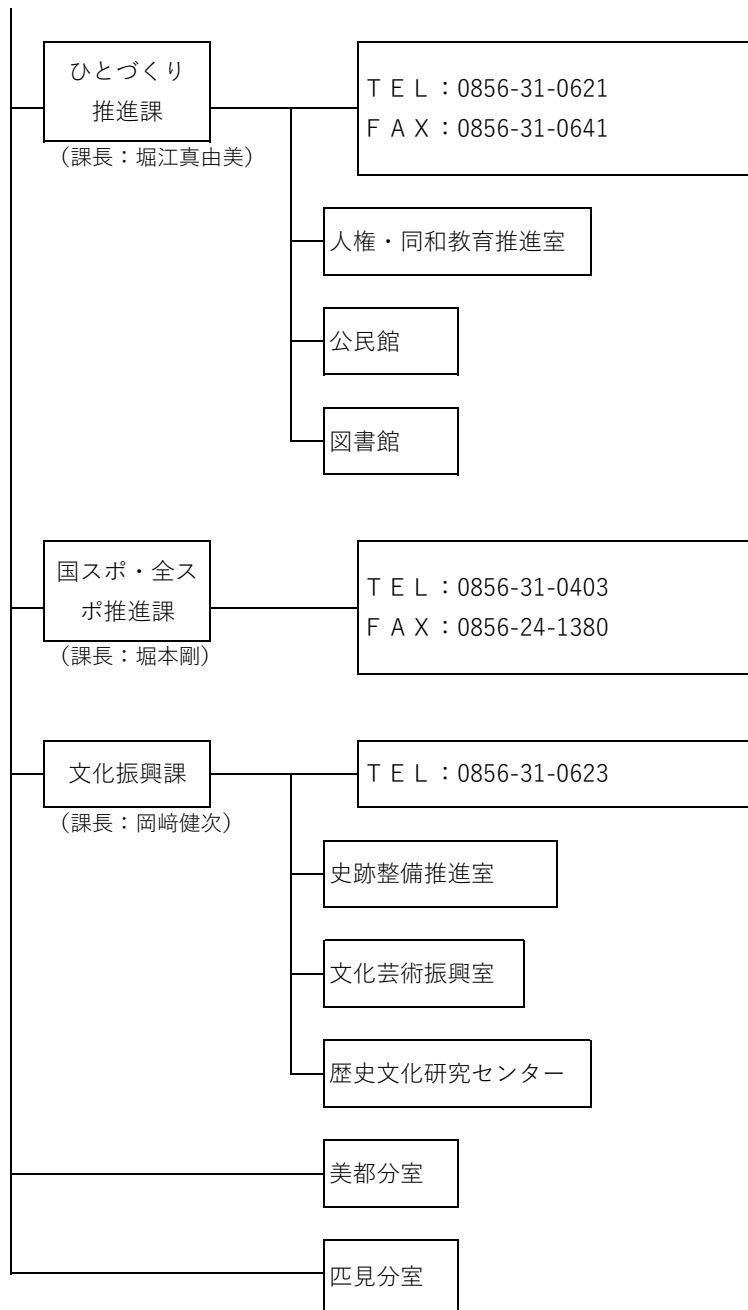 ひとづくり
推進課
（課長：堀江真由美）
ＴＥＬ：0856-31-0621
ＦＡＸ：0856-31-0641
人権・同和教育推進室
公民館
図書館
国スポ・全ス
ポ推進課
（課長：堀本剛）
ＴＥＬ：0856-31-0403
ＦＡＸ：0856-24-1380
文化振興課
（課長：岡﨑健次）
ＴＥＬ：0856-31-0623
史跡整備推進室
文化芸術振興室
歴史文化研究センター
美都分室
匹見分室